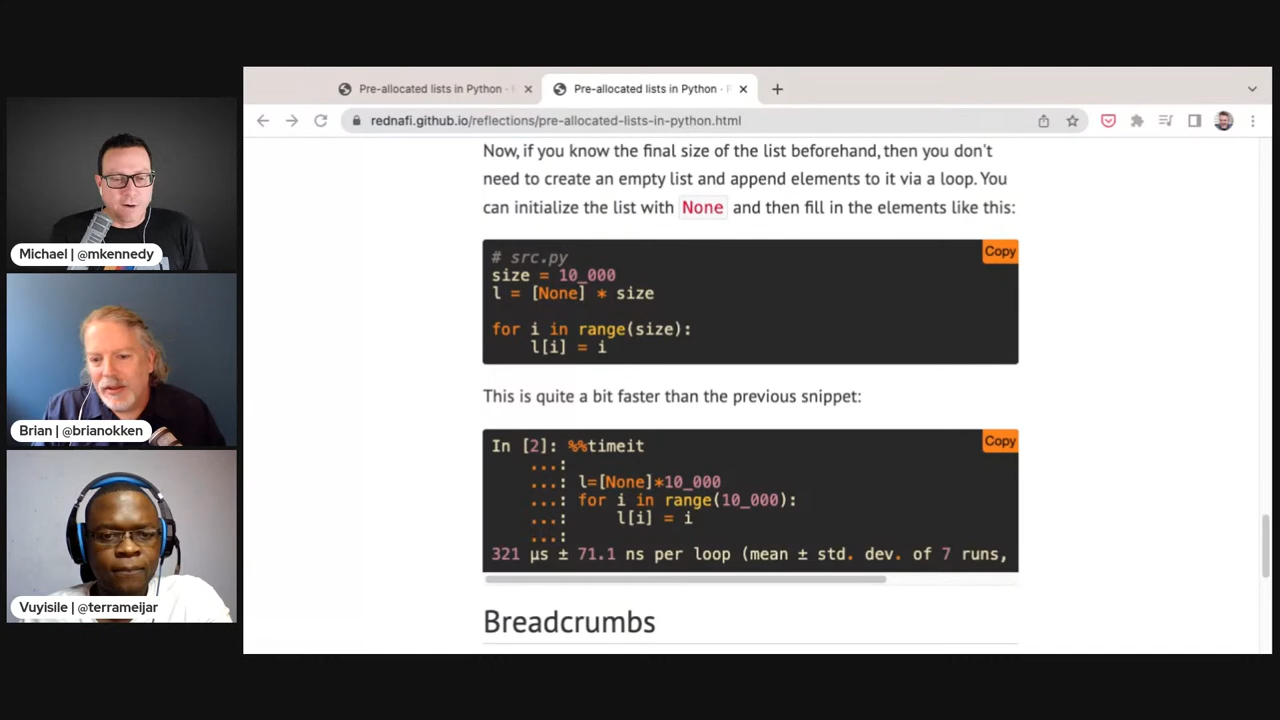 Pre-allocated lists in Python ·
Pre-allocated lists in Python ·
rednafi.github.io/reflections/pre-allocated-lists-in-python.html
Michael | @mkennedy
Brian | @brianokken
Vuyisile | @terrameijar
Now, if you know the final size of the list beforehand, then you don't
need to create an empty list and append elements to it via a loop. You
can initialize the list with None and then fill in the elements like this:
Copy
# src.py
size = 10_000
l = [None] * size
for i in range(size):
l[i] = i
This is quite a bit faster than the previous snippet:
Copy
In [2]: %%timeit
...:
...: l=[None]*10_000
...: for i in range(10_000):
...: l[i] = i
...:
321 µs ± 71.1 ns per loop (mean ± std. dev. of 7 runs,
Breadcrumbs